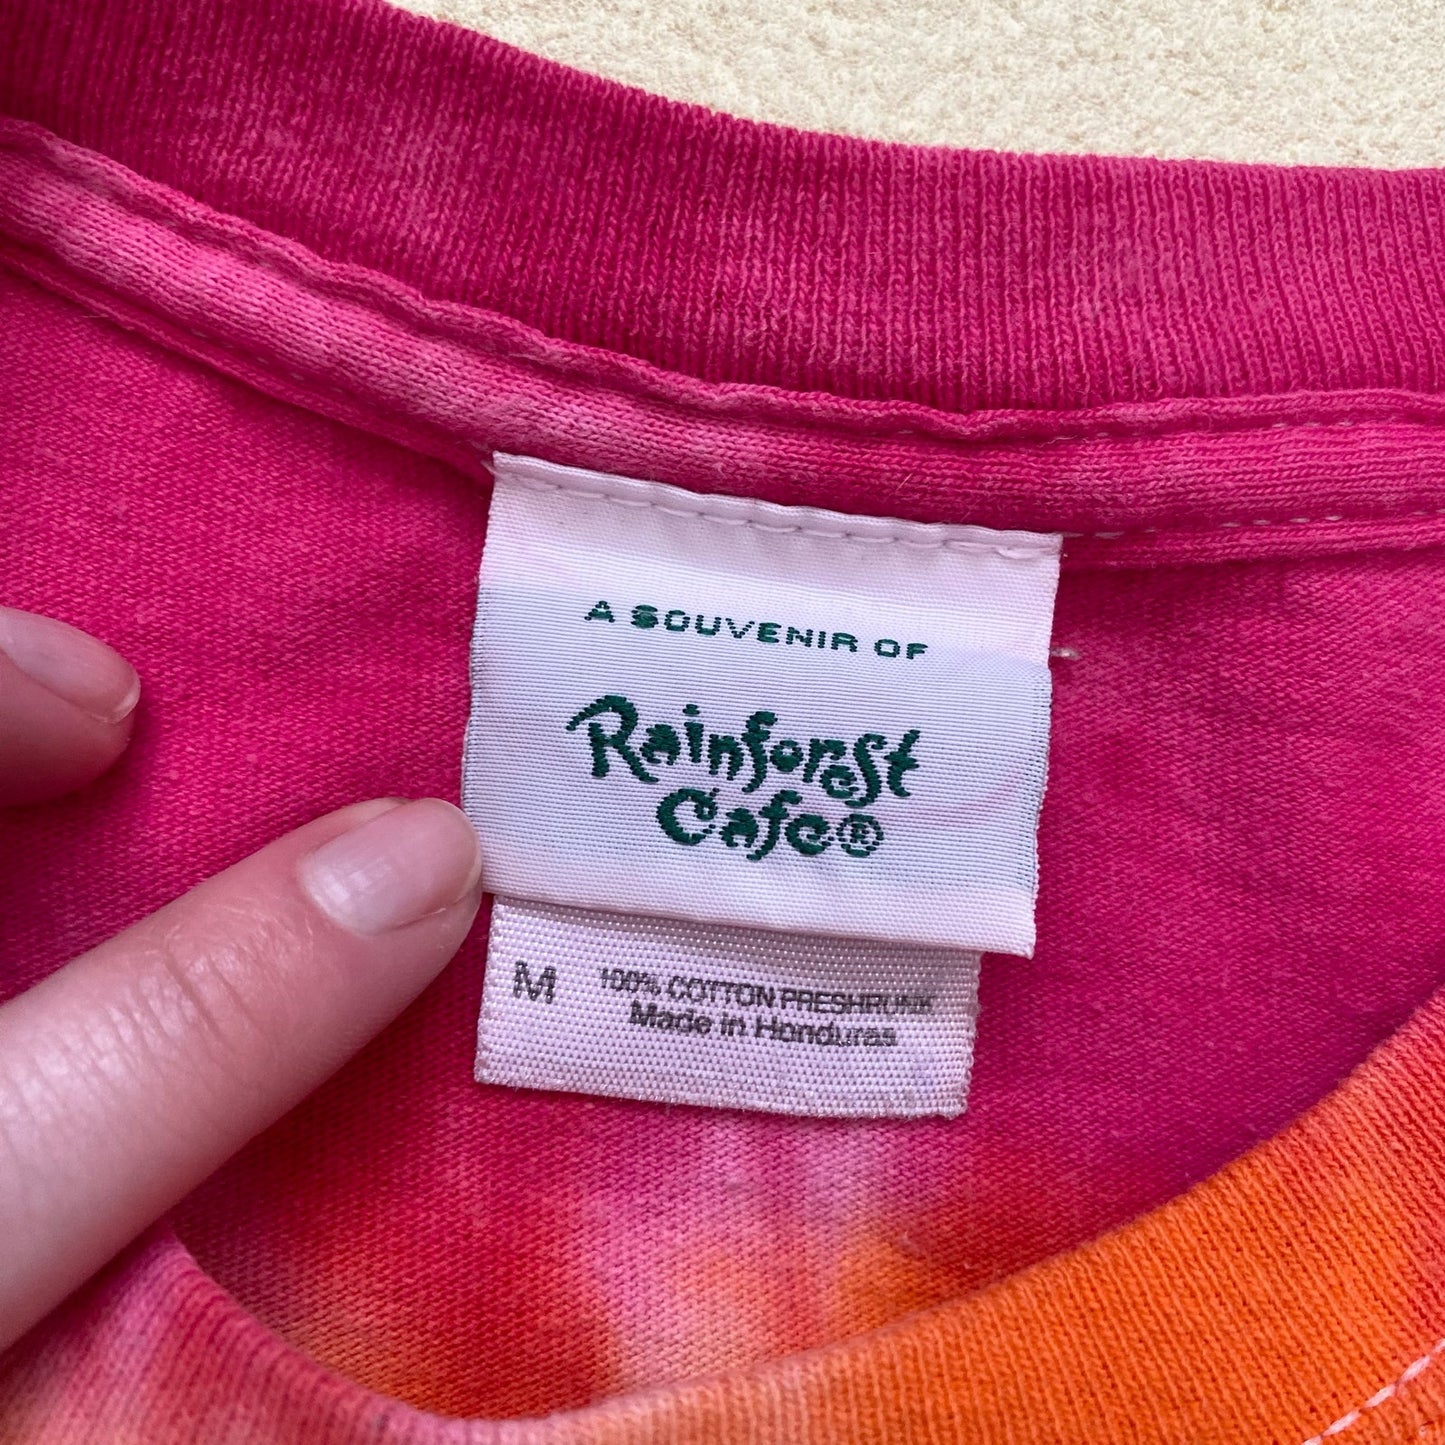 A SOUVENIR OF
Rainforest
Cafe®
M 100% COTTON PRESHRUNK
Made in Honduras